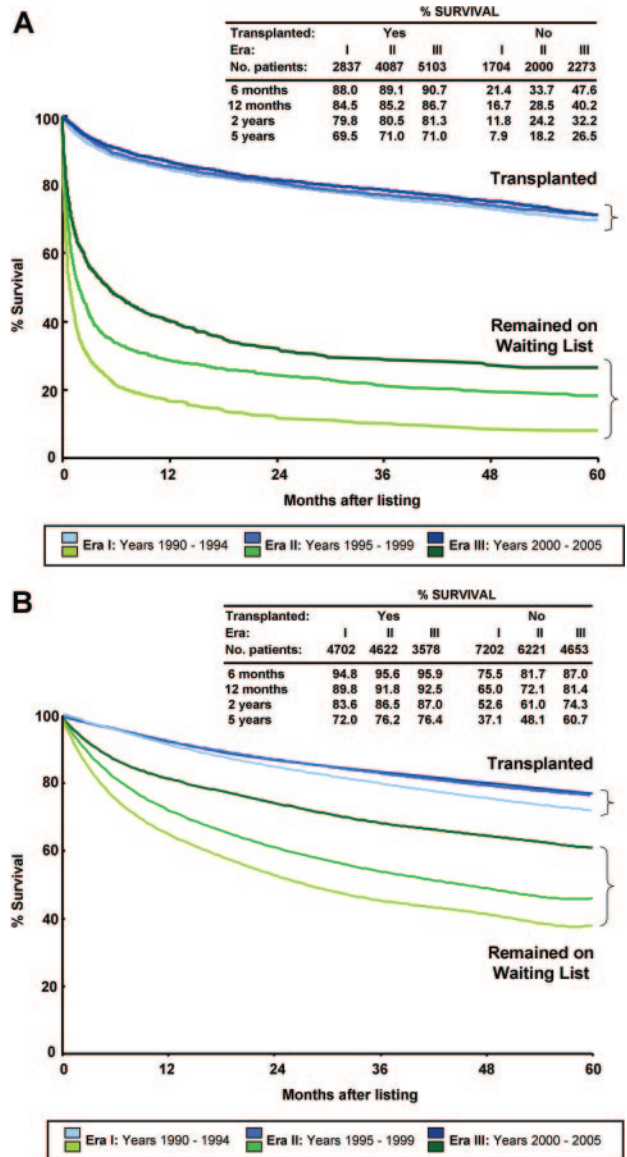 A
% SURVIVAL
Transplanted: Yes No
Era: I II III I II III
No. patients: 2837 4087 5103 1704 2000 2273
6 months 88.0 89.1 90.7 21.4 33.7 47.6
12 months 84.5 85.2 86.7 16.7 28.5 40.2
2 years 79.8 80.5 81.3 11.8 24.2 32.2
5 years 69.5 71.0 71.0 7.9 18.2 26.5
100
80
60
40
20
0
% Survival
Transplanted
Remained on
Waiting List
0 12 24 36 48 60
Months after listing
Era I: Years 1990 - 1994 Era II: Years 1995 - 1999 Era III: Years 2000 - 2005
B
% SURVIVAL
Transplanted: Yes No
Era: I II III I II III
No. patients: 4702 4622 3578 7202 6221 4653
6 months 94.8 95.6 95.9 75.5 81.7 87.0
12 months 89.8 91.8 92.5 65.0 72.1 81.4
2 years 83.6 86.5 87.0 52.6 61.0 74.3
5 years 72.0 76.2 76.4 37.1 48.1 60.7
100
80
60
40
20
0
% Survival
Transplanted
Remained on
Waiting List
0 12 24 36 48 60
Months after listing
Era I: Years 1990 - 1994 Era II: Years 1995 - 1999 Era III: Years 2000 - 2005